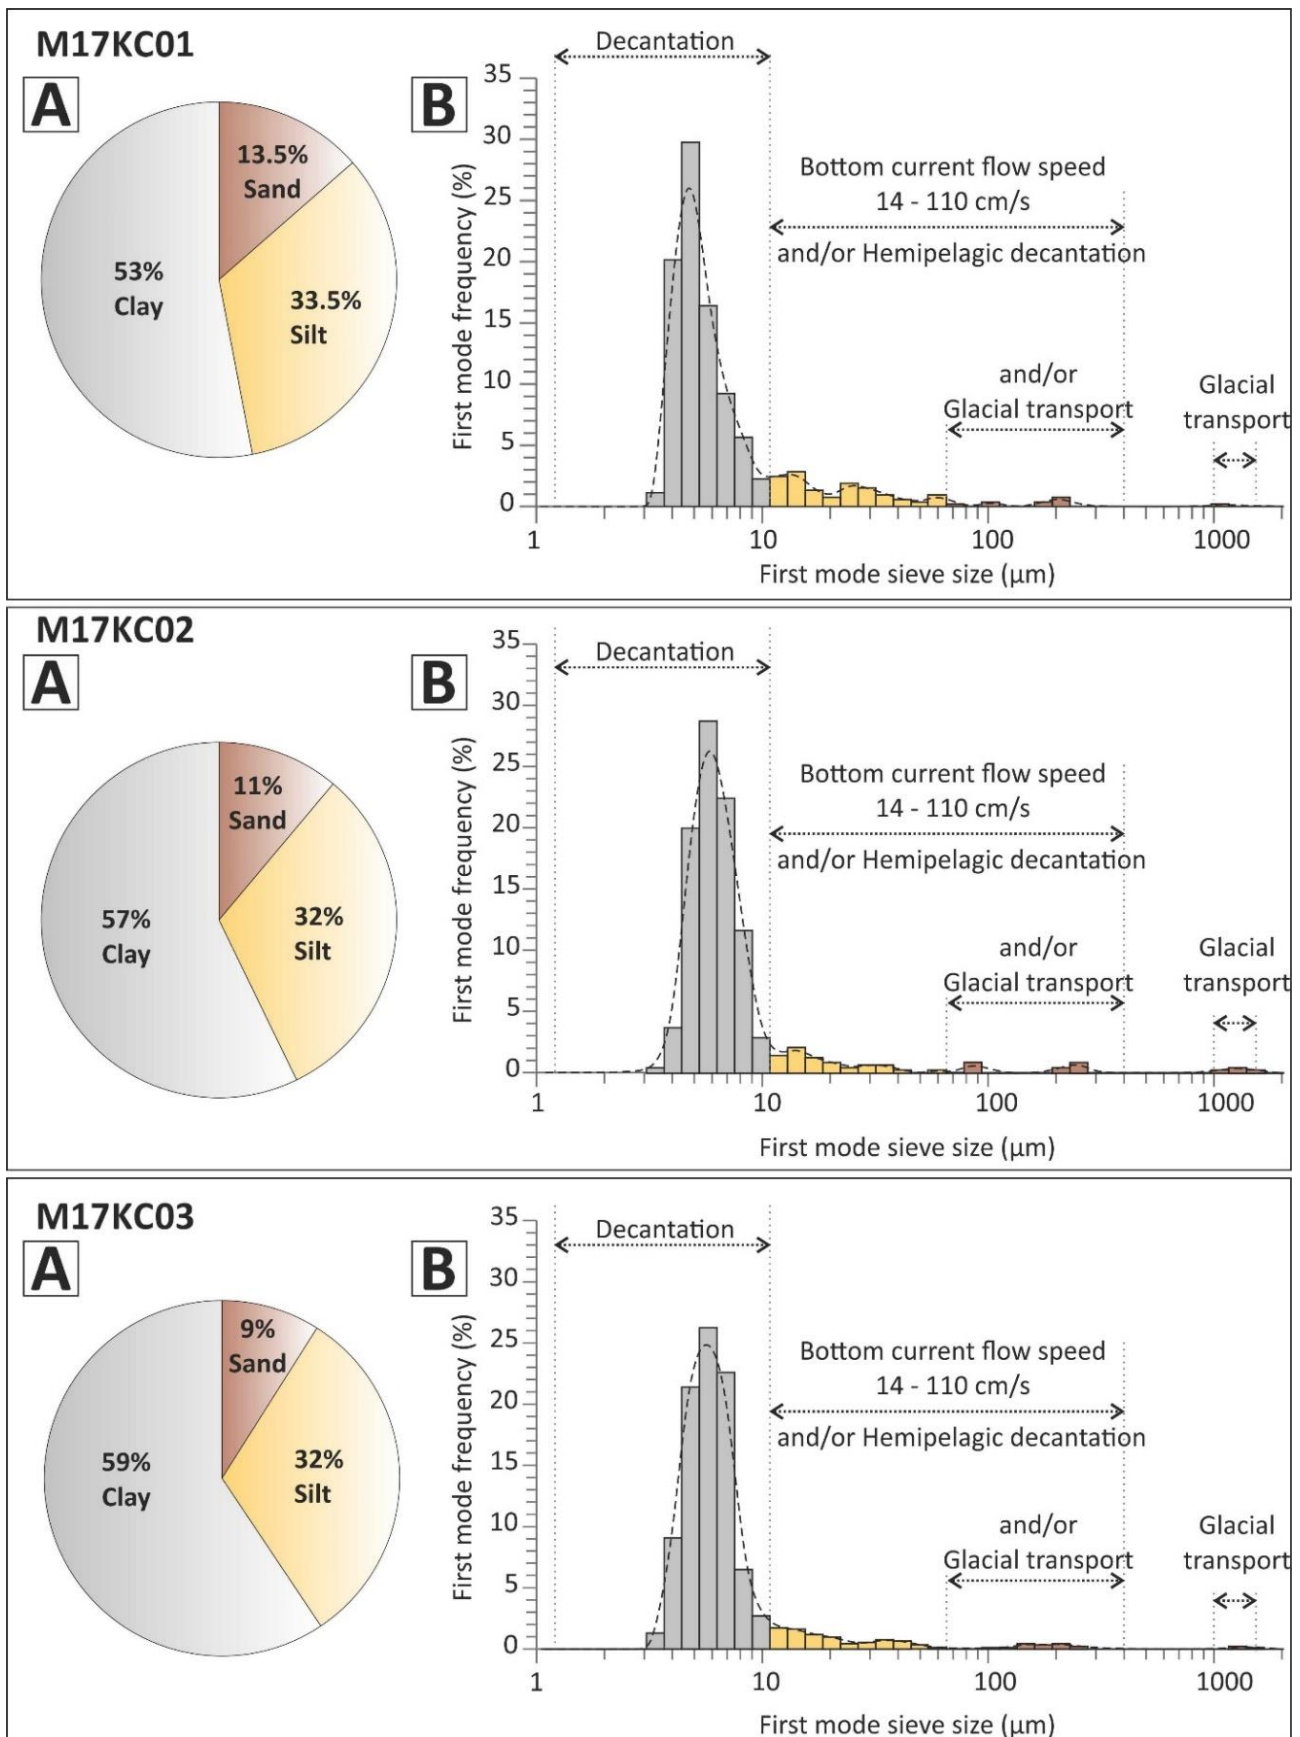 M17KC01
A
13.5%
Sand
53%
Clay
33.5%
Silt
B
Decantation
35
30
25
20
15
10
5
0
First mode frequency (%)
Bottom current flow speed
14 - 110 cm/s
and/or Hemipelagic decantation
and/or
Glacial transport
Glacial
transport
1
10
100
1000
First mode sieve size (µm)
M17KC02
A
11%
Sand
57%
Clay
32%
Silt
B
Decantation
35
30
25
20
15
10
5
0
First mode frequency (%)
Bottom current flow speed
14 - 110 cm/s
and/or Hemipelagic decantation
and/or
Glacial transport
Glacial
transport
1
10
100
1000
First mode sieve size (µm)
M17KC03
A
9%
Sand
59%
Clay
32%
Silt
B
Decantation
35
30
25
20
15
10
5
0
First mode frequency (%)
Bottom current flow speed
14 - 110 cm/s
and/or Hemipelagic decantation
and/or
Glacial transport
Glacial
transport
1
10
100
1000
First mode sieve size (µm)